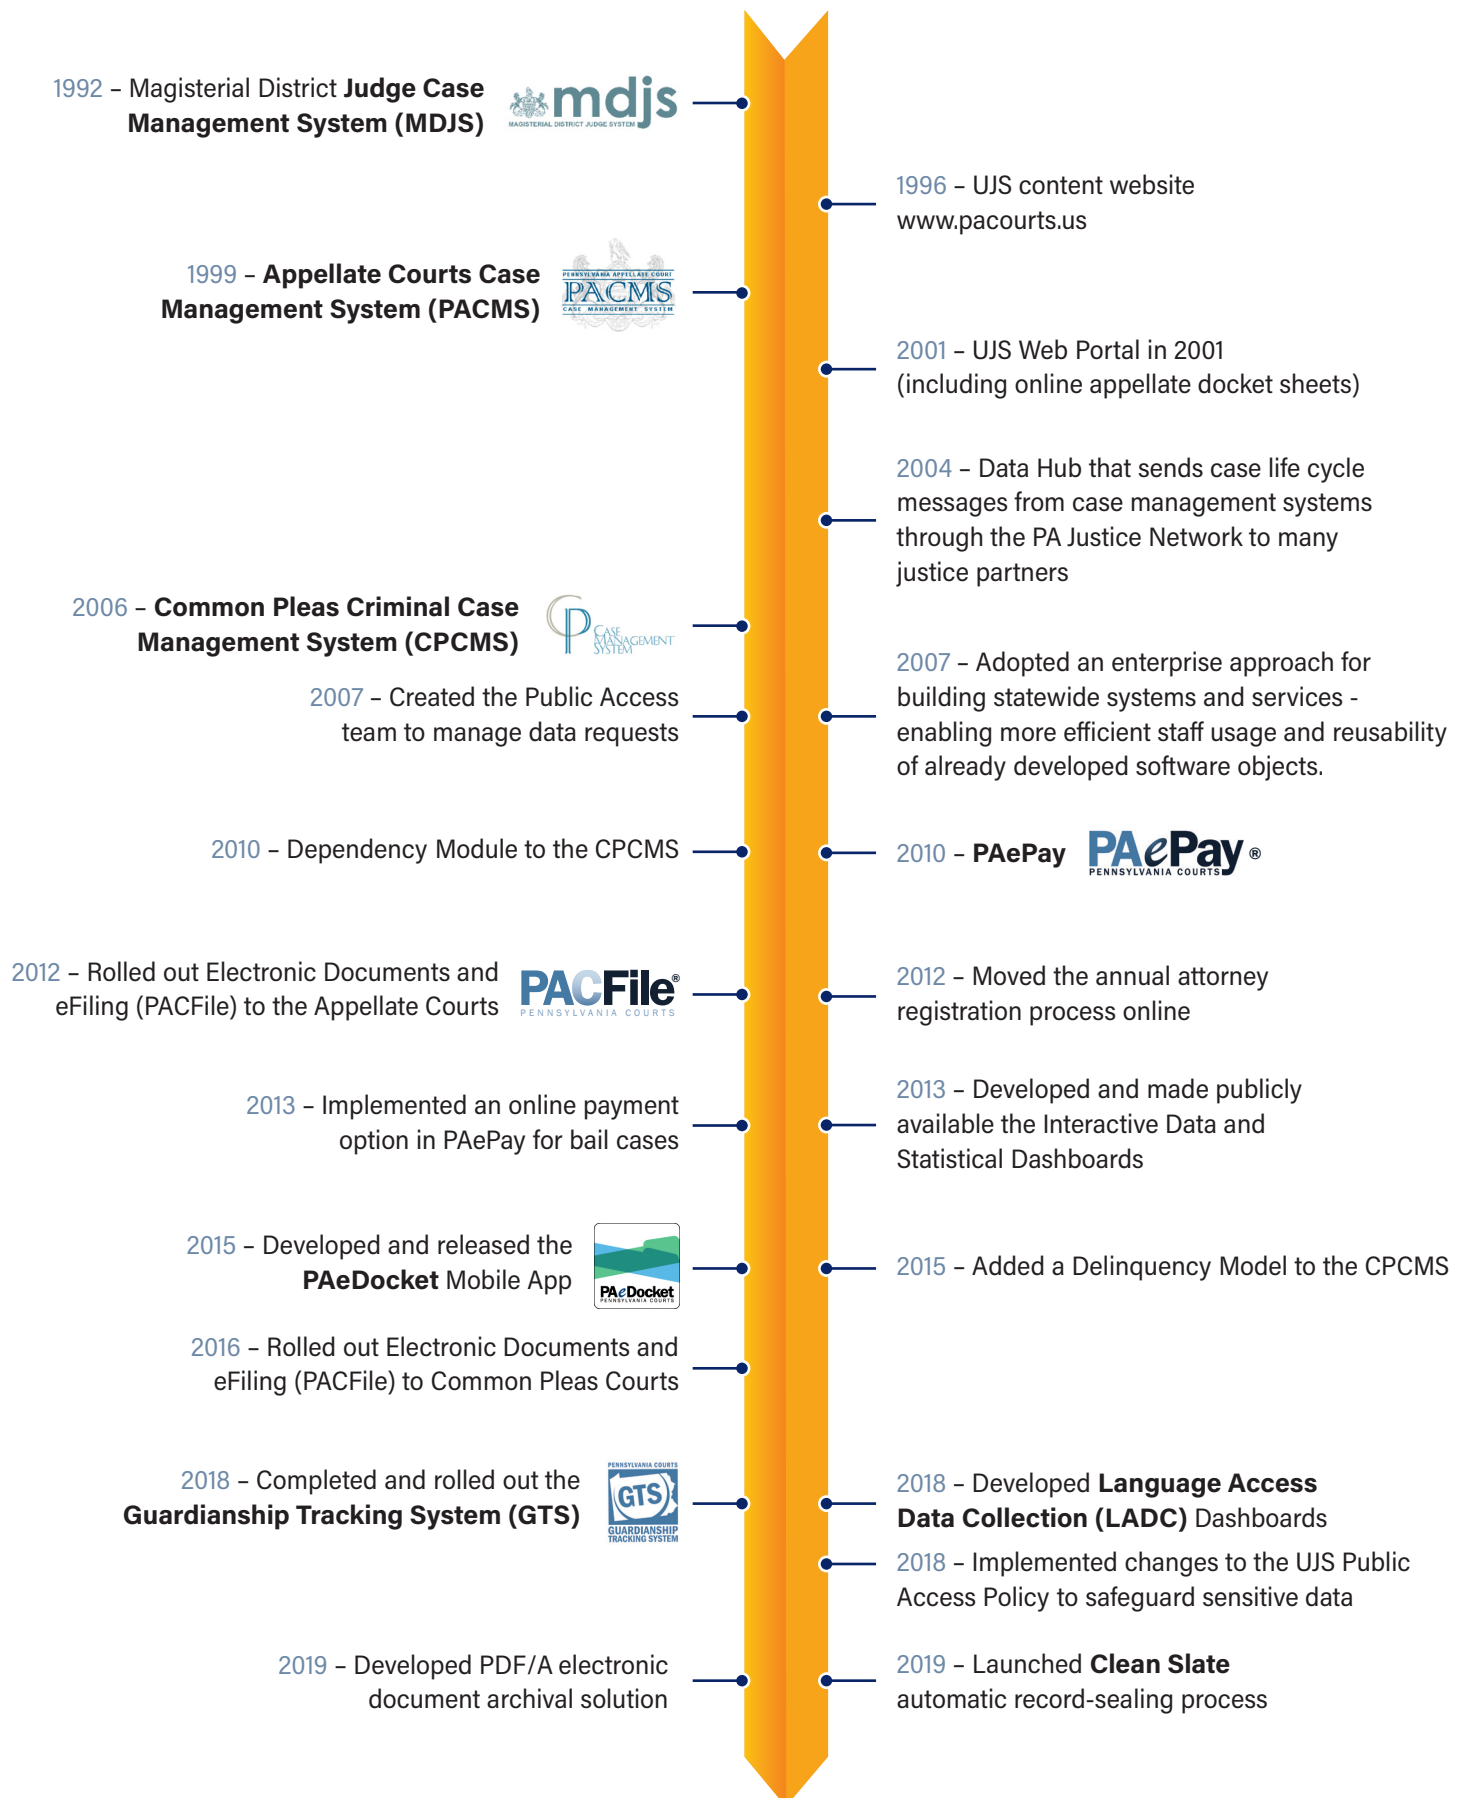 1992 – Magisterial District Judge Case
Management System (MDJS)
mdjs
MAGISTERIAL DISTRICT JUDGE SYSTEM
1996 – UJS content website
www.pacourts.us
1999 – Appellate Courts Case
Management System (PACMS)
PENNSYLVANIA APPELLATE COURT
PACMS
CASE MANAGEMENT SYSTEM
2001 – UJS Web Portal in 2001
(including online appellate docket sheets)
2004 – Data Hub that sends case life cycle
messages from case management systems
through the PA Justice Network to many
justice partners
2006 – Common Pleas Criminal Case
Management System (CPCMS)
CP
CASE
MANAGEMENT
SYSTEM
2007 – Created the Public Access
team to manage data requests
2007 – Adopted an enterprise approach for
building statewide systems and services -
enabling more efficient staff usage and reusability
of already developed software objects.
2010 – Dependency Module to the CPCMS
2010 – PAePay
PAePay®
PENNSYLVANIA COURTS
2012 – Rolled out Electronic Documents and
eFiling (PACFile) to the Appellate Courts
PACFile®
PENNSYLVANIA COURTS
2012 – Moved the annual attorney
registration process online
2013 – Implemented an online payment
option in PAePay for bail cases
2013 – Developed and made publicly
available the Interactive Data and
Statistical Dashboards
2015 – Developed and released the
PAeDocket Mobile App
PAeDocket
PENNSYLVANIA COURTS
2015 – Added a Delinquency Model to the CPCMS
2016 – Rolled out Electronic Documents and
eFiling (PACFile) to Common Pleas Courts
2018 – Completed and rolled out the
Guardianship Tracking System (GTS)
PENNSYLVANIA COURTS
GTS
GUARDIANSHIP
TRACKING SYSTEM
2018 – Developed Language Access
Data Collection (LADC) Dashboards
2018 – Implemented changes to the UJS Public
Access Policy to safeguard sensitive data
2019 – Developed PDF/A electronic
document archival solution
2019 – Launched Clean Slate
automatic record-sealing process